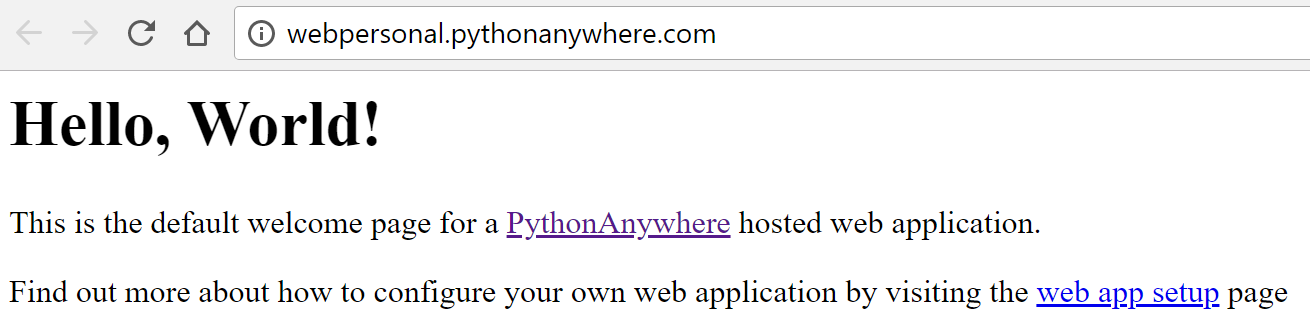 webpersonal.pythonanywhere.com
Hello, World!
This is the default welcome page for a PythonAnywhere hosted web application.
Find out more about how to configure your own web application by visiting the web app setup page